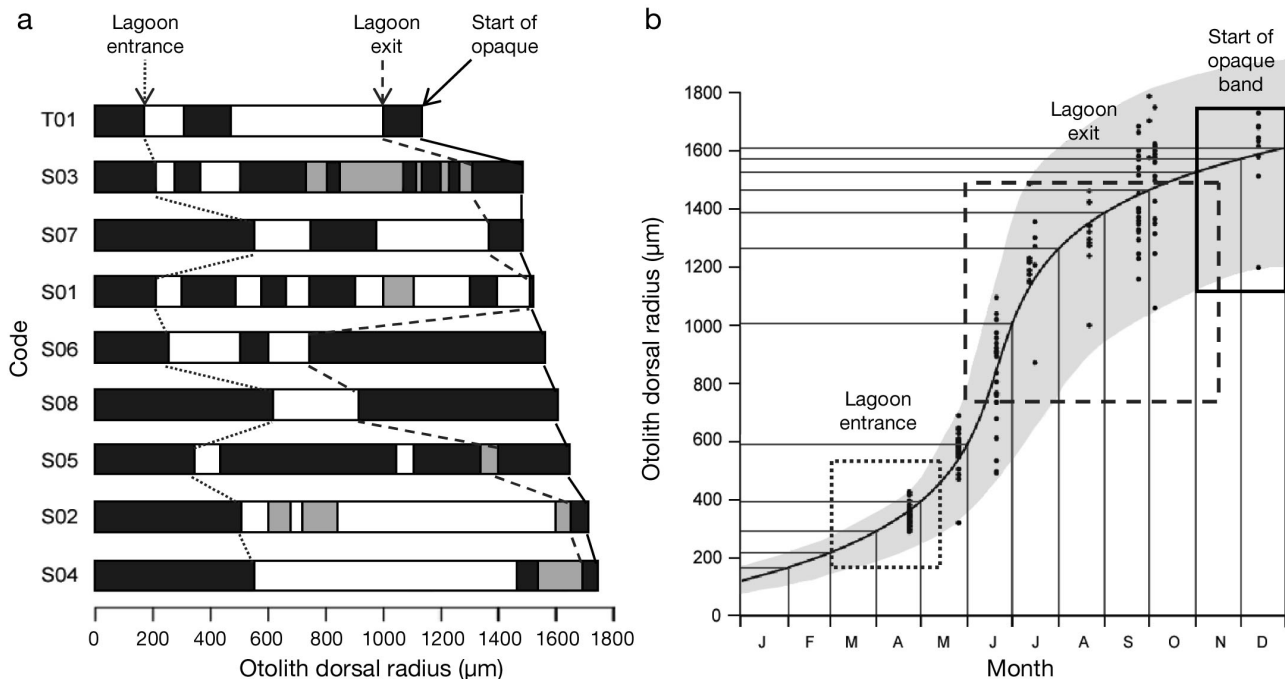 a
Lagoon
entrance
Lagoon
exit
Start of
opaque
Code
T01
S03
S07
S01
S06
S08
S05
S02
S04
0 200 400 600 800 1000 1200 1400 1600 1800
Otolith dorsal radius (µm)
b
Start of
opaque
band
Lagoon
exit
Lagoon
entrance
Otolith dorsal radius (µm)
1800
1600
1400
1200
1000
800
600
400
200
0
J F M A M J J A S O N D
Month